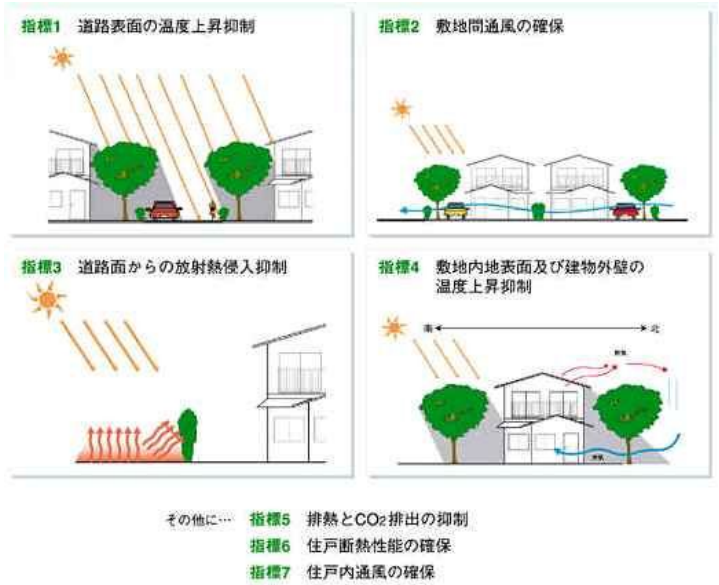 指標1 道路表面の温度上昇抑制
指標2 敷地間通風の確保
指標3 道路面からの放射熱侵入抑制
指標4 敷地内地表面及び建物外壁の
温度上昇抑制
南
北
その他に… 指標5 排熱とCO2排出の抑制
指標6 住戸断熱性能の確保
指標7 住戸内通風の確保